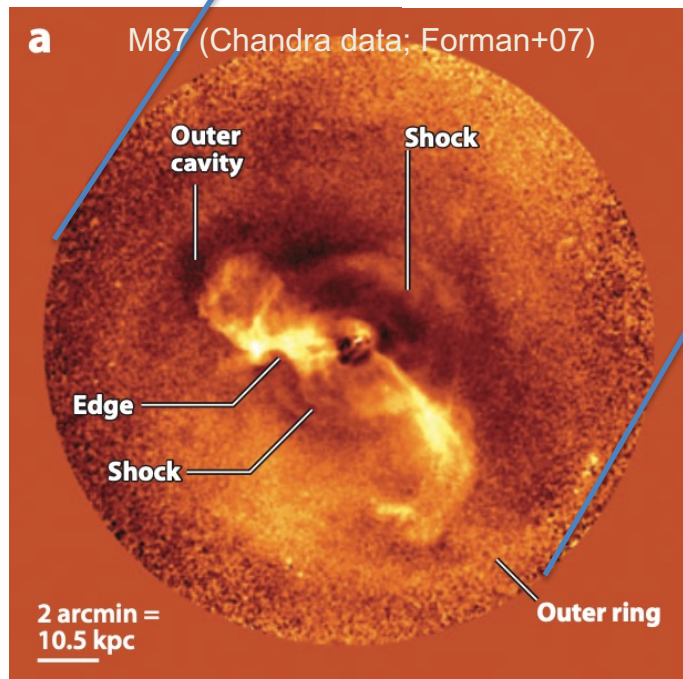 a M87 (Chandra data; Forman+07)
Outer
cavity
Shock
Edge
Shock
Outer ring
2 arcmin =
10.5 kpc